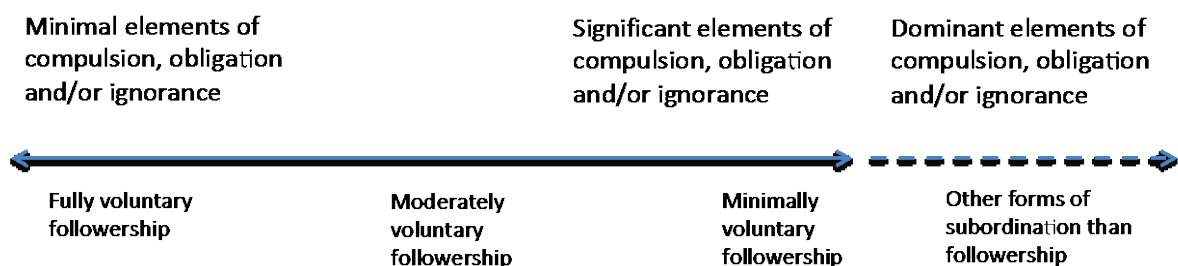 Minimal elements of
compulsion, obligation
and/or ignorance
Significant elements of
compulsion, obligation
and/or ignorance
Dominant elements of
compulsion, obligation
and/or ignorance
Fully voluntary
followership
Moderately
voluntary
followership
Minimally
voluntary
followership
Other forms of
subordination than
followership